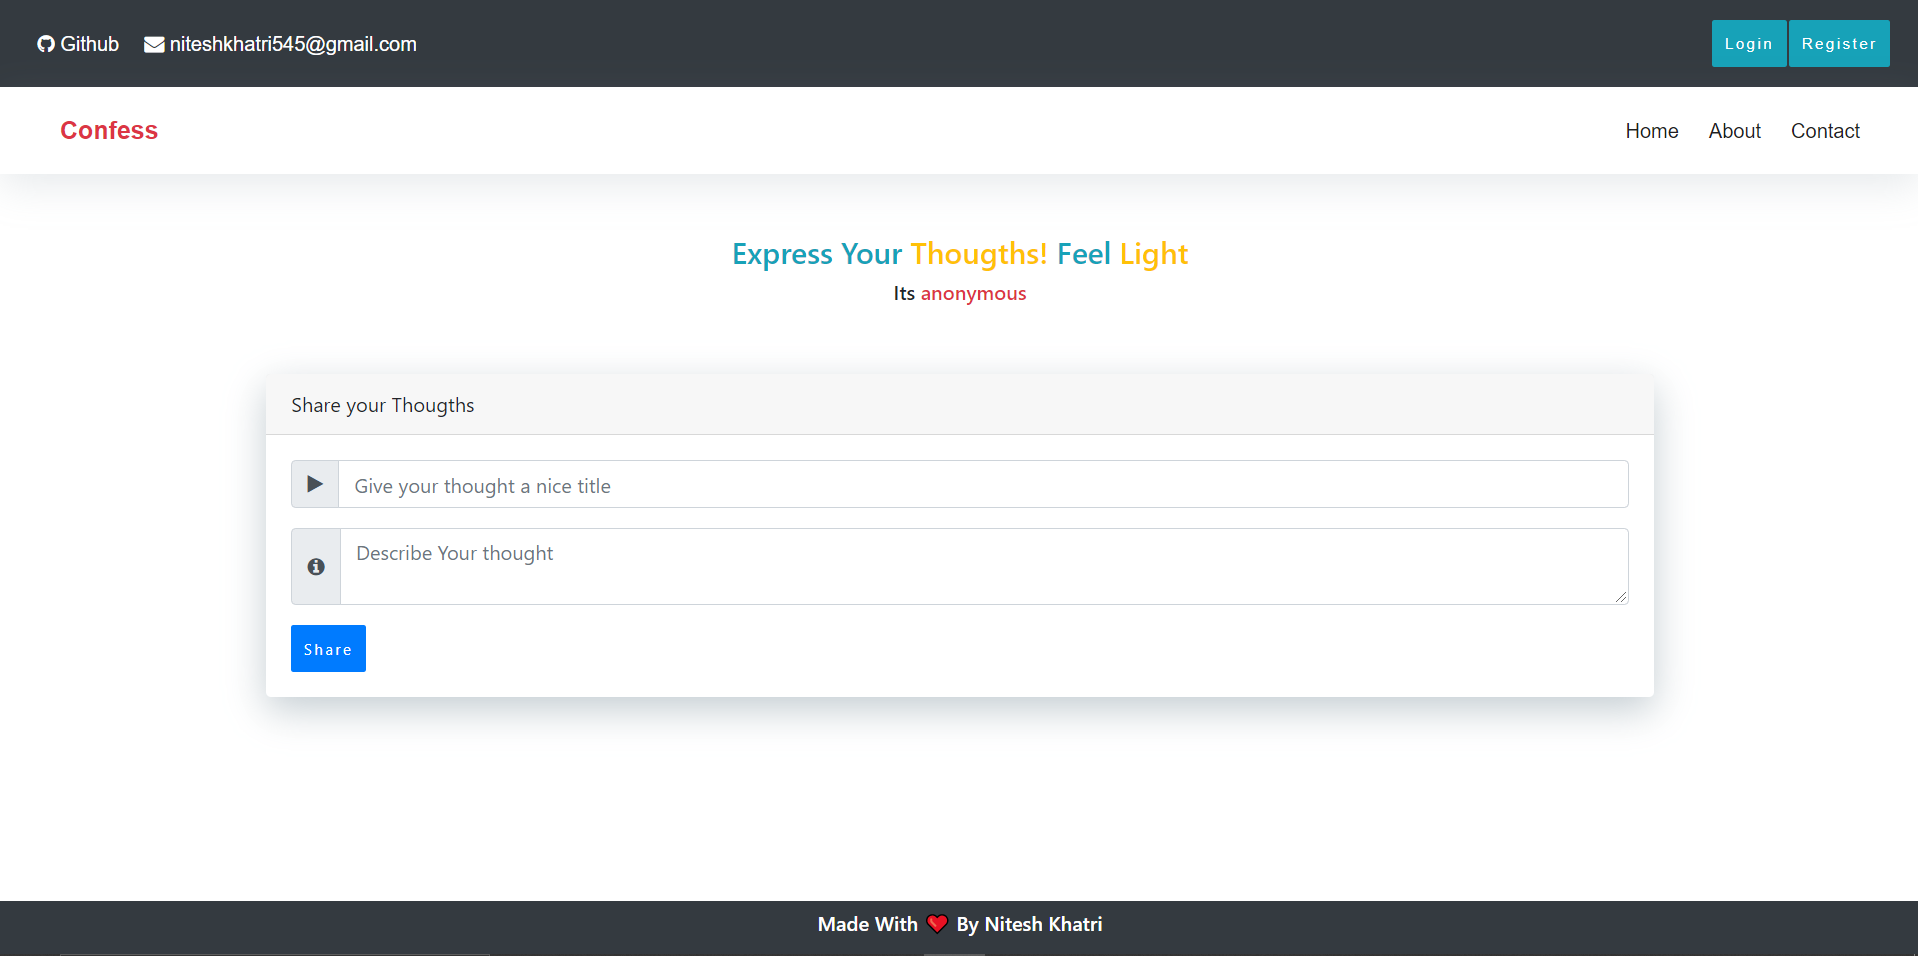 Github niteshkhatri545@gmail.com Login Register
Confess Home About Contact
Express Your Thougths! Feel Light
Its anonymous
Share your Thougths
Give your thought a nice title
Describe Your thought
Share
Made With ❤ By Nitesh Khatri